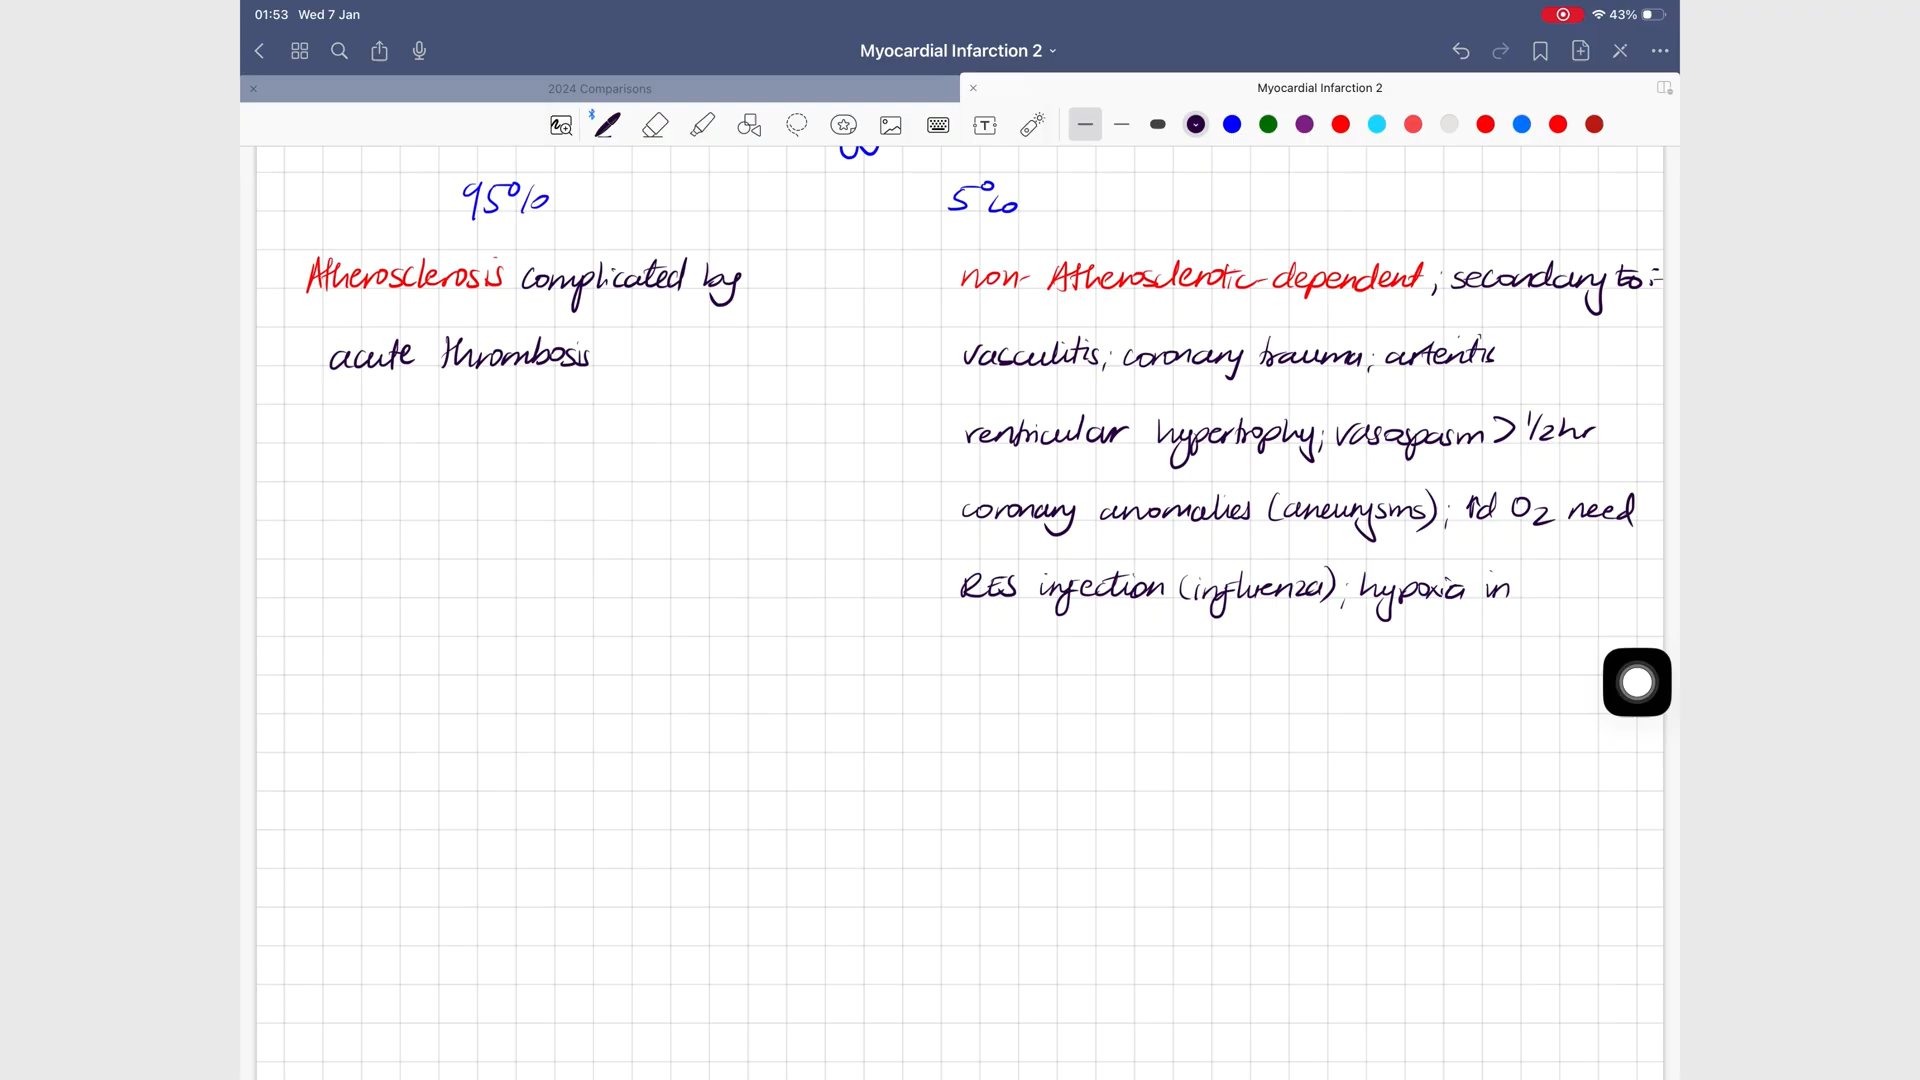 01:53 Wed 7 Jan
43%
Myocardial Infarction 2
2024 Comparisons
Myocardial Infarction 2
95%
5%
Atherosclerosis complicated by
acute thrombosis
non-Atherosclerotic-dependent; secondary to:-
vasculitis; coronary trauma; arteritis
ventricular hypertrophy; vasospasm > 1/2hr
coronary anomalies (aneurysms); ↑d O2 need
RES infection (influenza); hypoxia in